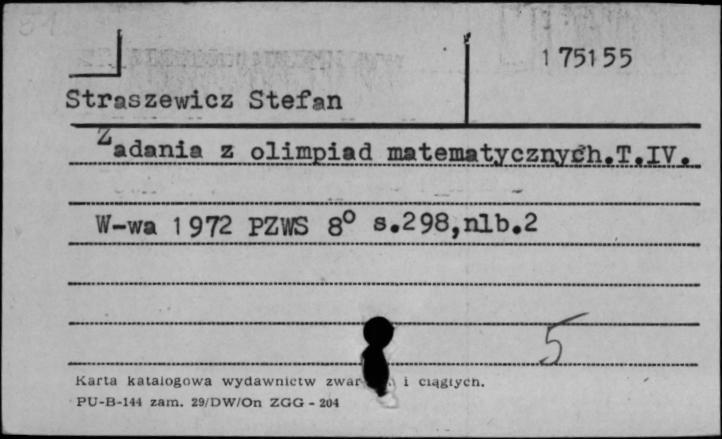 175155
Straszewicz Stefan
Zadania z olimpiad matematycznych.T.IV.
W-wa 1972 PZWS 8° s.298,nlb.2
5
Karta katalogowa wydawnictw zwar i ciągłych.
PU-B-144 zam. 29/DW/On ZGG - 204